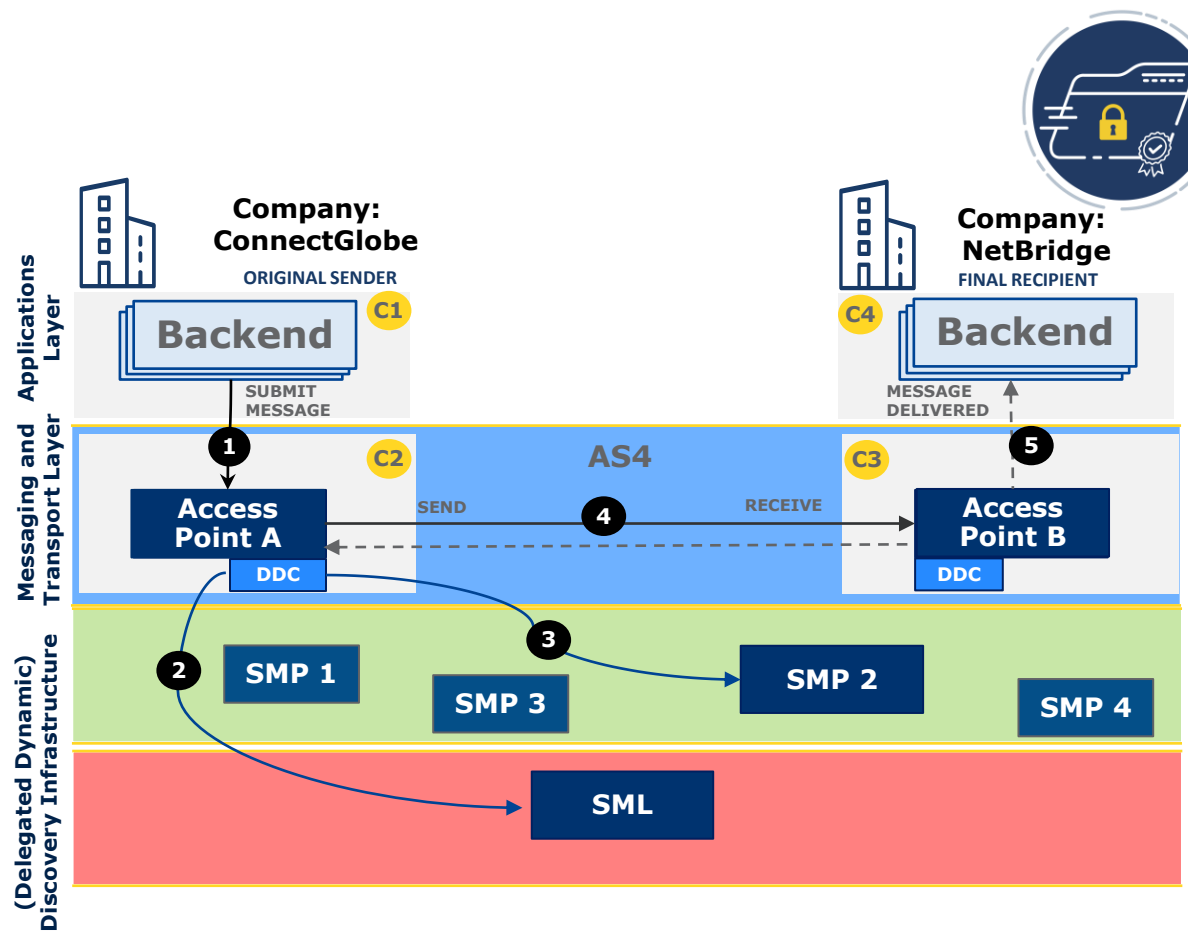 Company:
ConnectGlobe
ORIGINAL SENDER
Company:
NetBridge
FINAL RECIPIENT
Applications
Layer
C1
Backend
SUBMIT
MESSAGE
C4
Backend
MESSAGE
DELIVERED
Messaging and
Transport Layer
1
C2
AS4
C3
5
Access
Point A
DDC
SEND
4
RECEIVE
Access
Point B
DDC
(Delegated Dynamic)
Discovery Infrastructure
2
3
SMP 1
SMP 3
SMP 2
SMP 4
SML